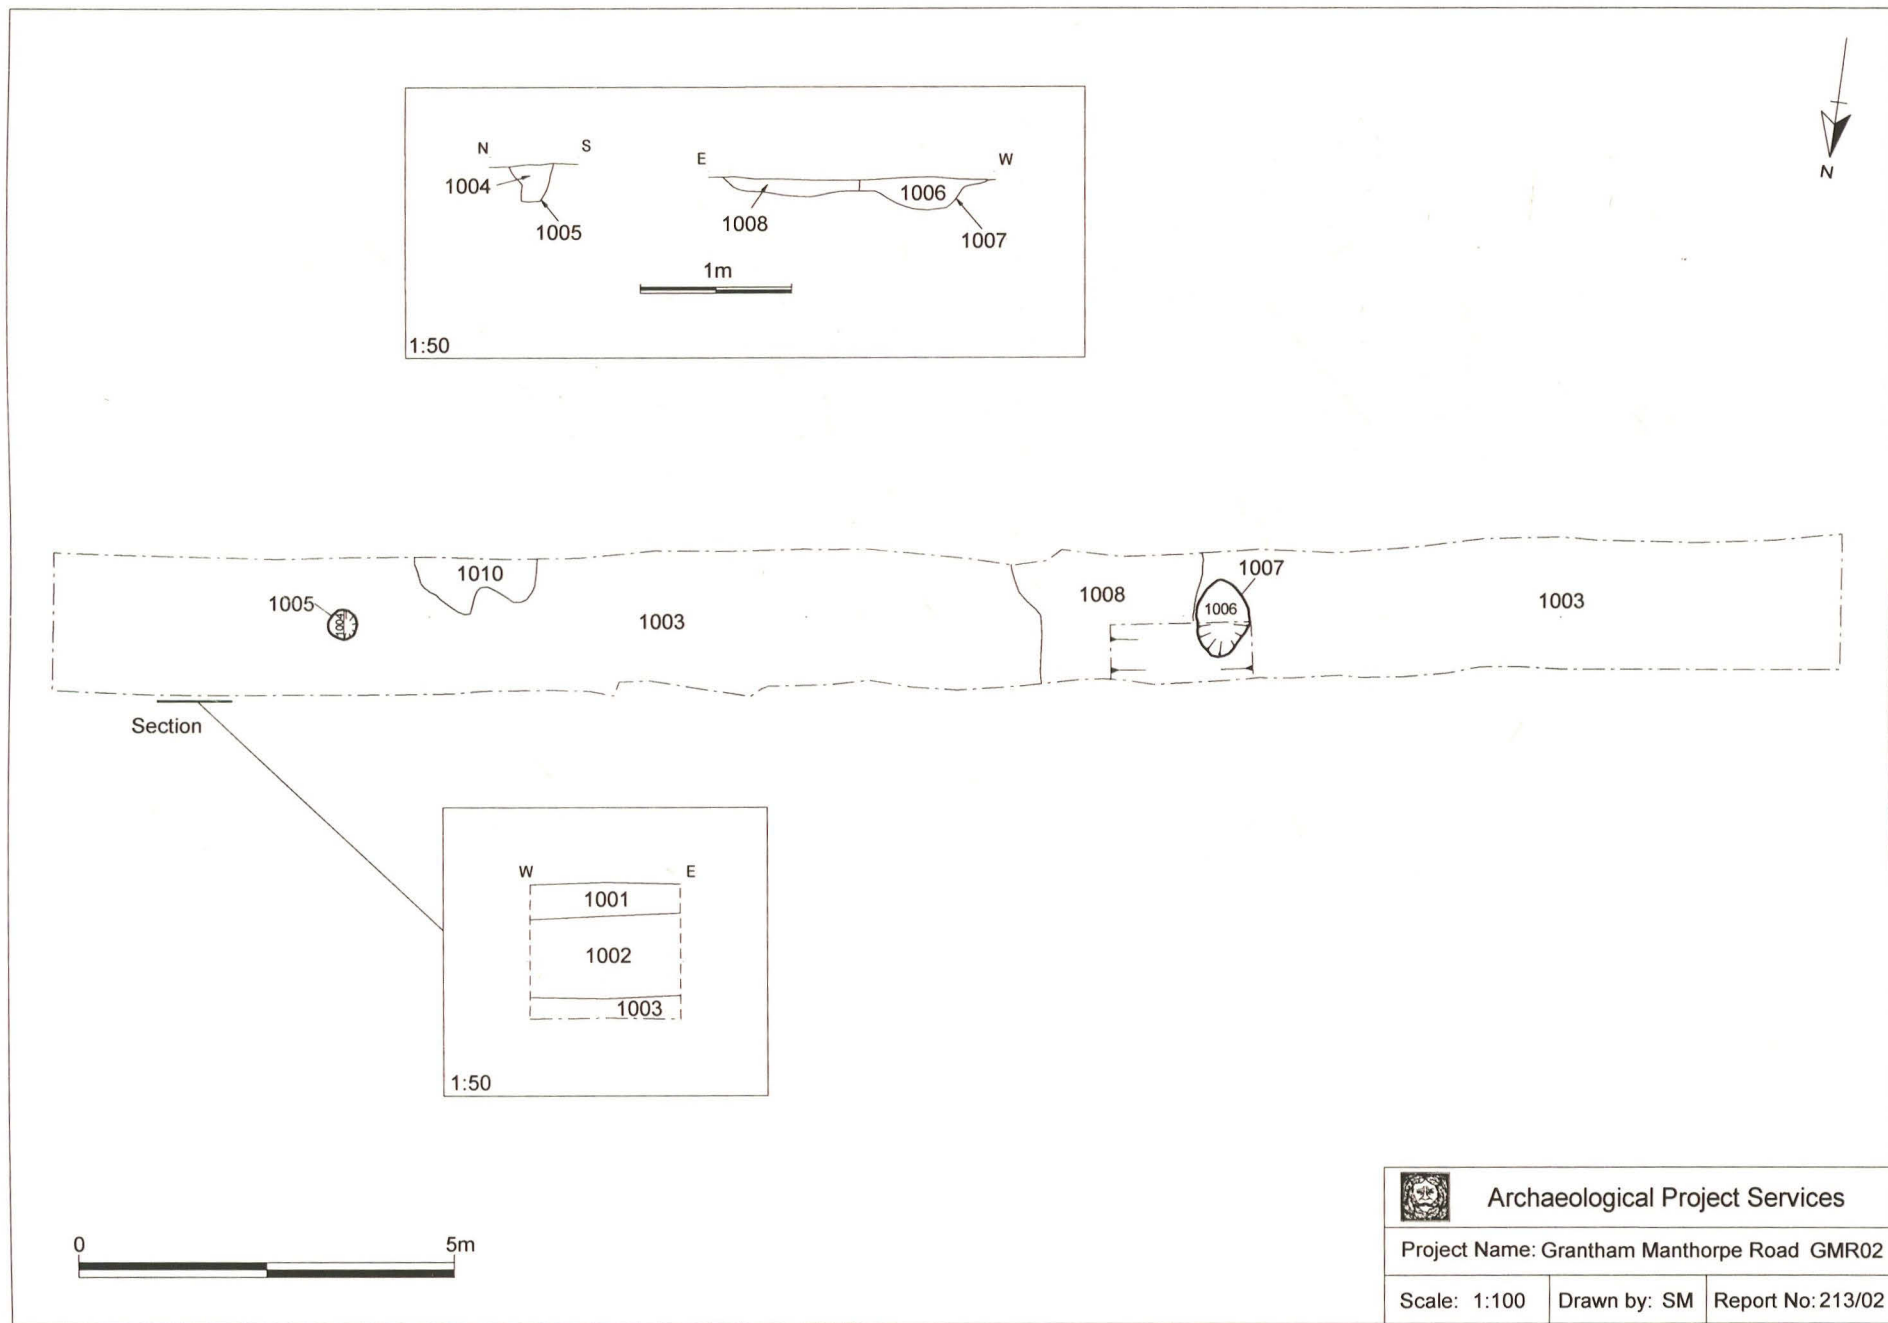 N
N S
1004
1005
E W
1006
1008
1007
1m
1:50
1010
1005
1004
1003
1008
1007
1006
1003
Section
W E
1001
1002
1003
1:50
0 5m
Archaeological Project Services
Project Name: Grantham Manthorpe Road GMR02
Scale: 1:100 Drawn by: SM Report No: 213/02